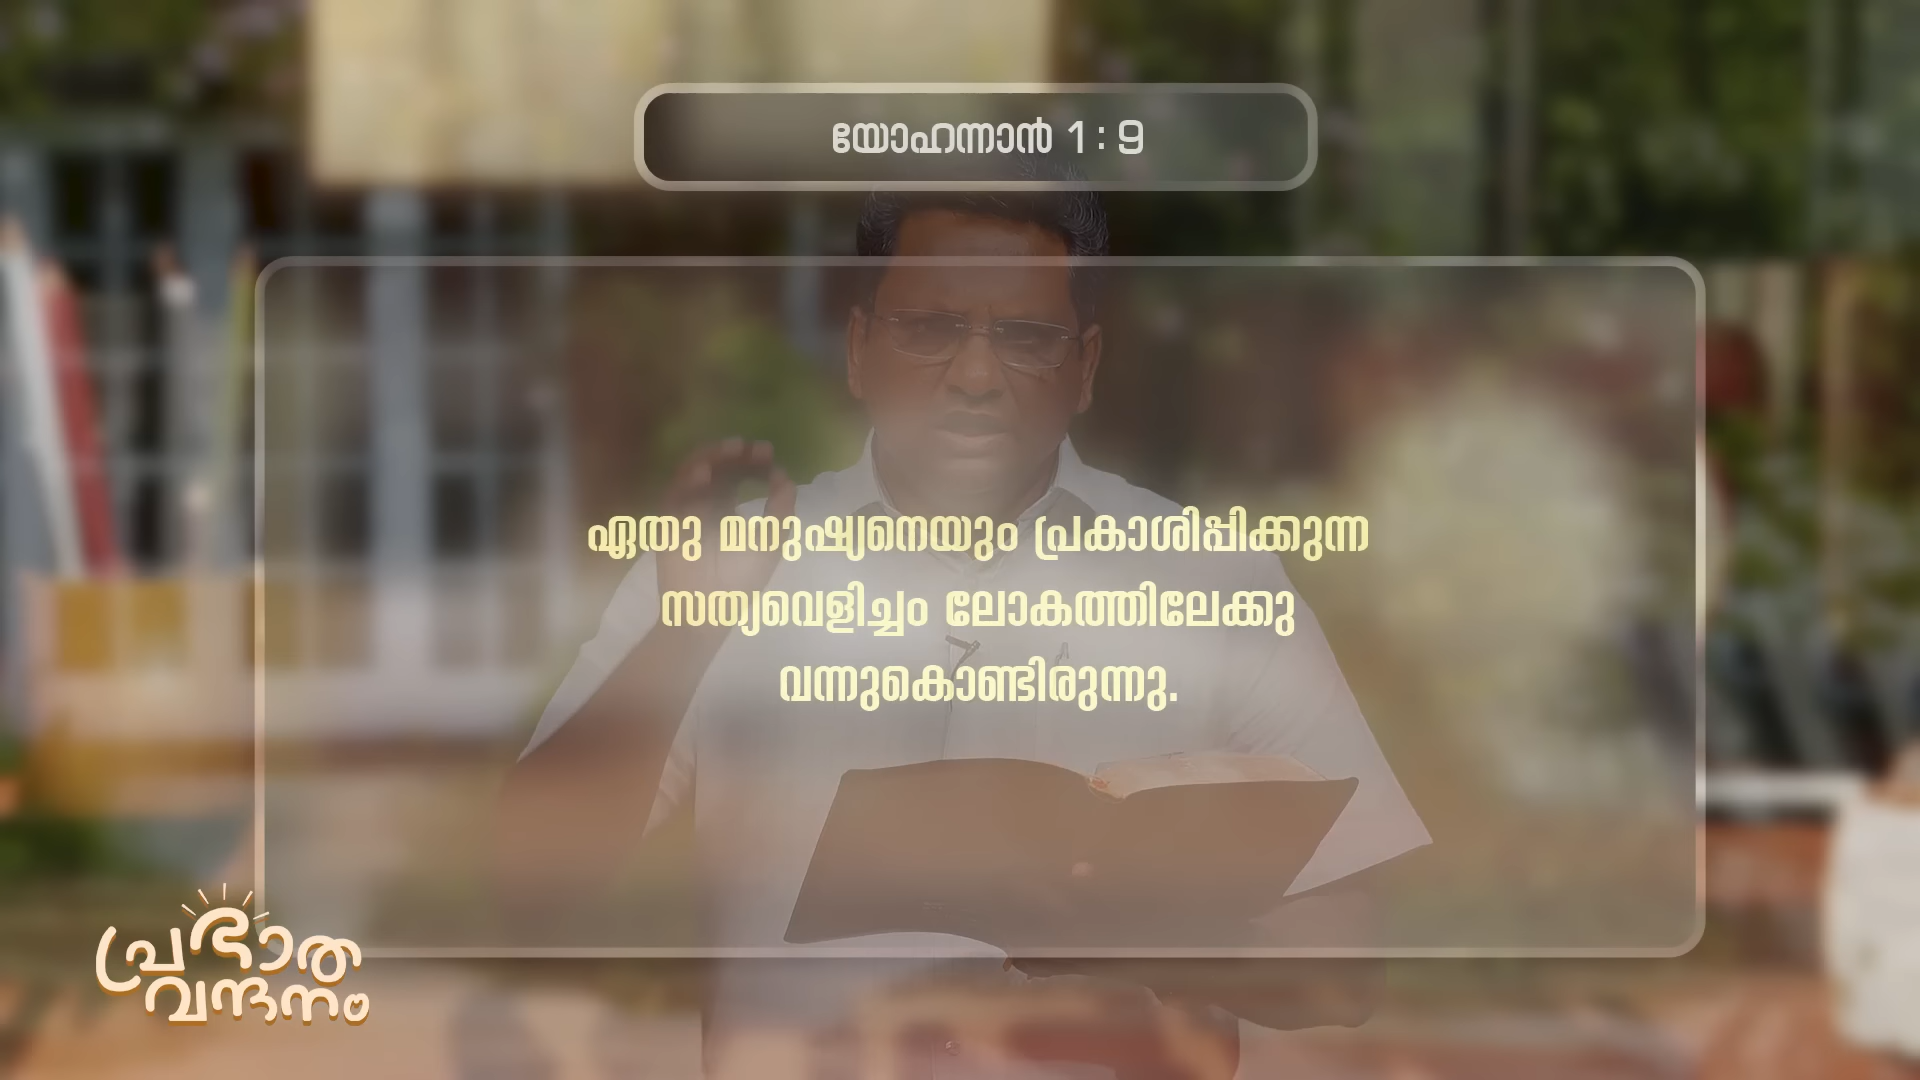 യോഹന്നാൻ 1 : 9
ഏതു മനുഷ്യനെയും പ്രകാശിപ്പിക്കുന്ന
സത്യവെളിച്ചം ലോകത്തിലേക്കു
വന്നുകൊണ്ടിരുന്നു.
പ്രഭാത
വന്ദനം